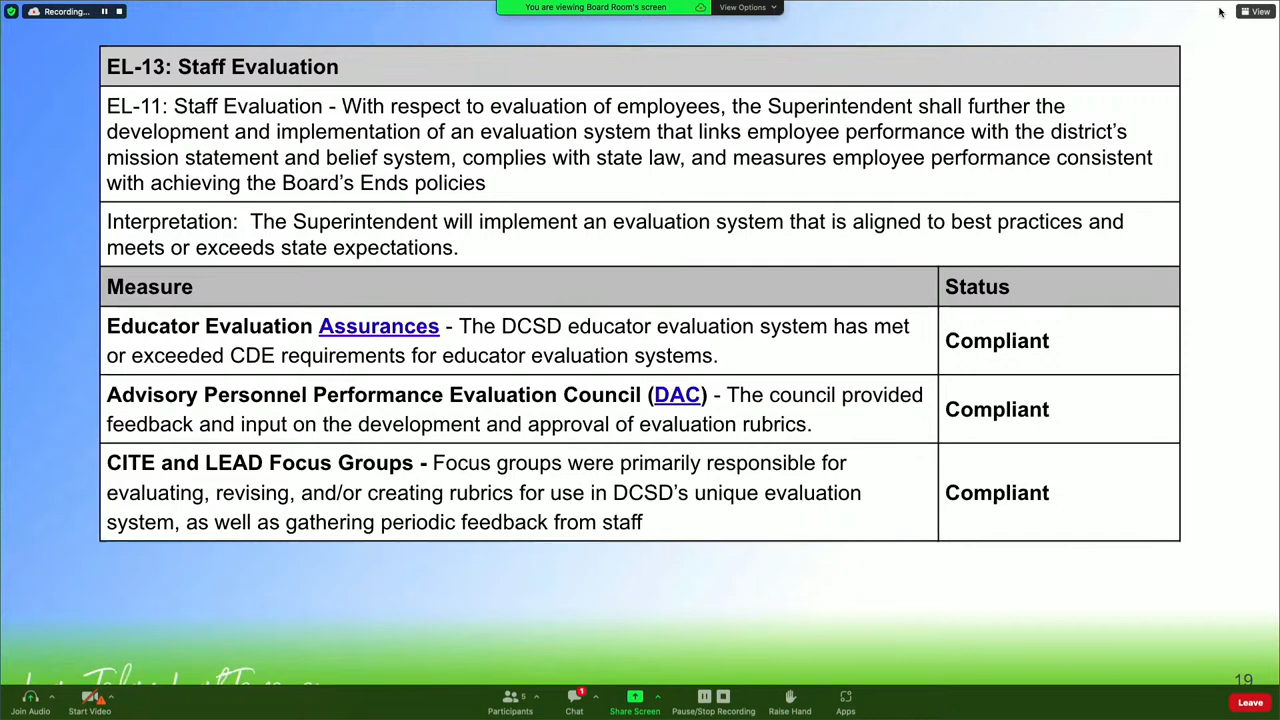 Recording...
You are viewing Board Room's screen
View Options
View
EL-13: Staff Evaluation
EL-11: Staff Evaluation - With respect to evaluation of employees, the Superintendent shall further the
development and implementation of an evaluation system that links employee performance with the district's
mission statement and belief system, complies with state law, and measures employee performance consistent
with achieving the Board's Ends policies
Interpretation:  The Superintendent will implement an evaluation system that is aligned to best practices and
meets or exceeds state expectations.
Measure
Status
Educator Evaluation Assurances - The DCSD educator evaluation system has met
or exceeded CDE requirements for educator evaluation systems.
Compliant
Advisory Personnel Performance Evaluation Council (DAC) - The council provided
feedback and input on the development and approval of evaluation rubrics.
Compliant
CITE and LEAD Focus Groups - Focus groups were primarily responsible for
evaluating, revising, and/or creating rubrics for use in DCSD's unique evaluation
system, as well as gathering periodic feedback from staff
Compliant
19
Join Audio
Start Video
5
Participants
1
Chat
Share Screen
Pause/Stop Recording
Raise Hand
Apps
Leave